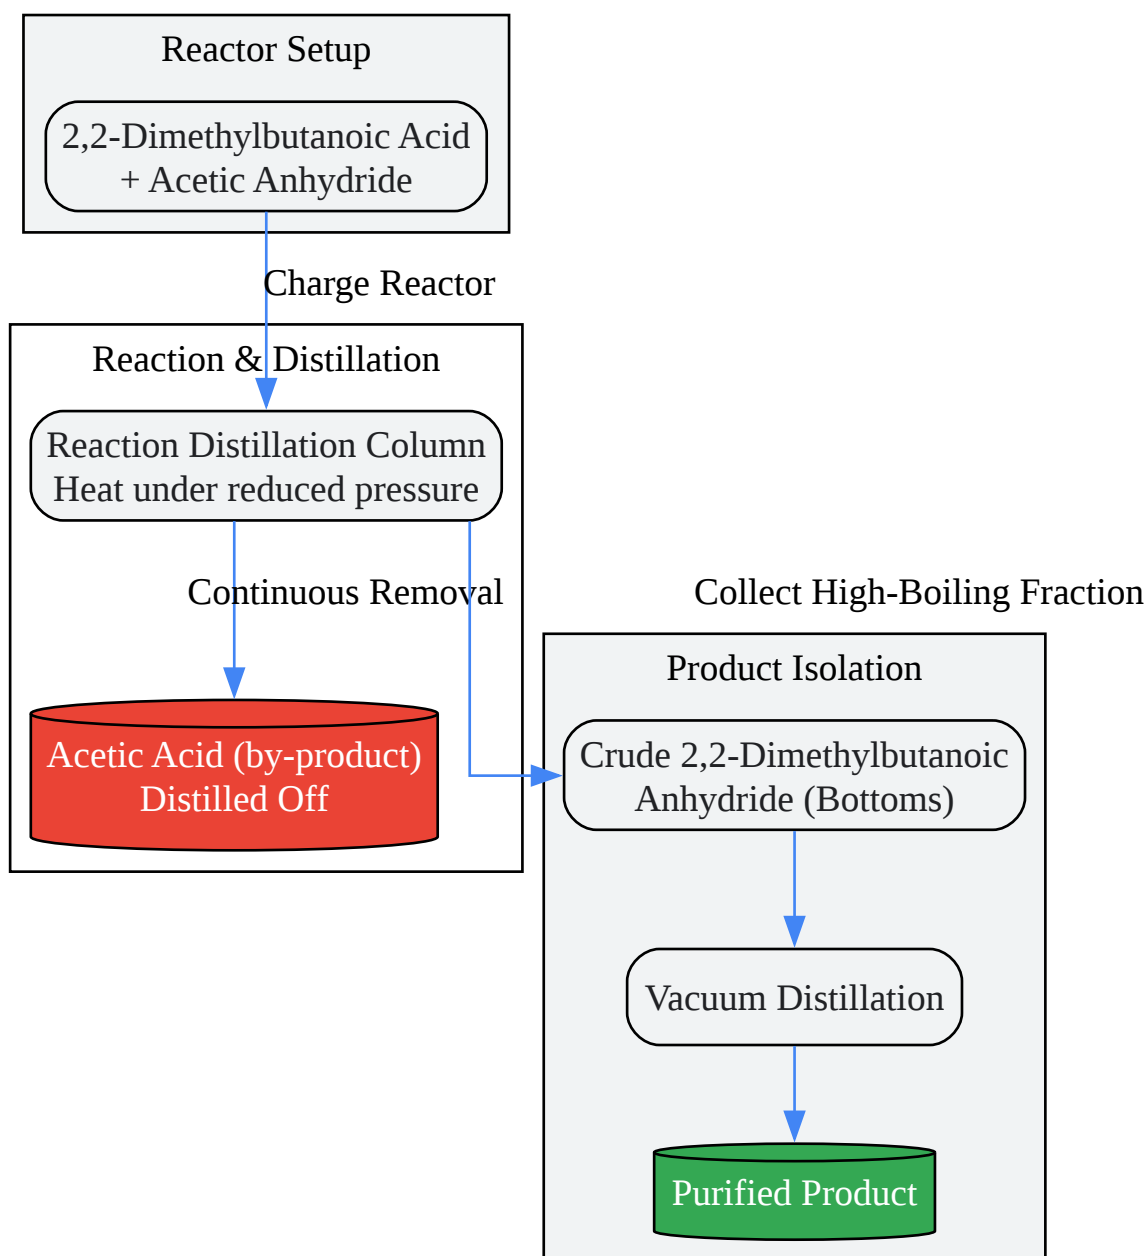 Reactor Setup
2,2-Dimethylbutanoic Acid
+ Acetic Anhydride
Charge Reactor
Reaction & Distillation
Reaction Distillation Column
Heat under reduced pressure
Continuous Removal
Collect High-Boiling Fraction
Acetic Acid (by-product)
Distilled Off
Product Isolation
Crude 2,2-Dimethylbutanoic
Anhydride (Bottoms)
Vacuum Distillation
Purified Product